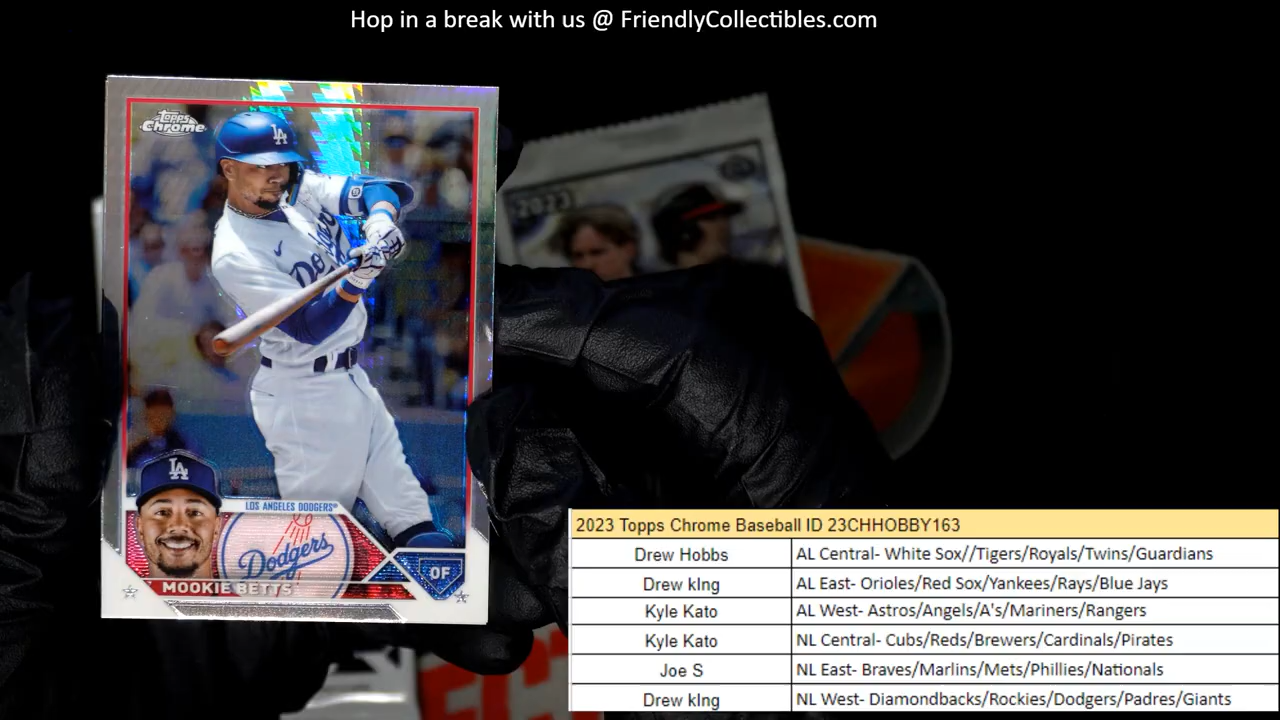 Hop in a break with us @ FriendlyCollectibles.com
Topps
Chrome
2023
LA
Dodgers
LA
LOS ANGELES DODGERS®
Dodgers
OF
MOOKIE BETTS
2023 Topps Chrome Baseball ID 23CHHOBBY163
Drew Hobbs AL Central- White Sox//Tigers/Royals/Twins/Guardians
Drew kIng AL East- Orioles/Red Sox/Yankees/Rays/Blue Jays
Kyle Kato AL West- Astros/Angels/A's/Mariners/Rangers
Kyle Kato NL Central- Cubs/Reds/Brewers/Cardinals/Pirates
Joe S NL East- Braves/Marlins/Mets/Phillies/Nationals
Drew kIng NL West- Diamondbacks/Rockies/Dodgers/Padres/Giants